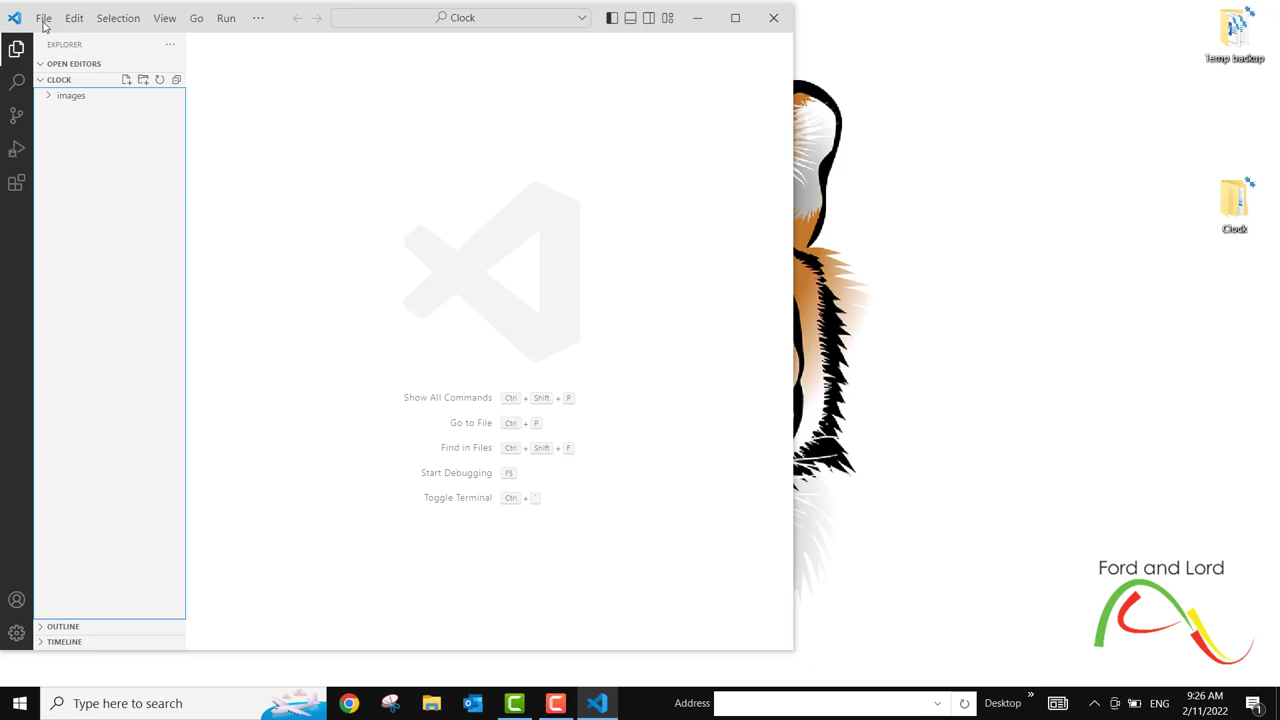 File Edit Selection View Go Run ··· Clock
EXPLORER ···
OPEN EDITORS
CLOCK
images
Show All Commands Ctrl + Shift + P
Go to File Ctrl + P
Find in Files Ctrl + Shift + F
Start Debugging F5
Toggle Terminal Ctrl + `
OUTLINE
TIMELINE
Temp backup
Clock
Ford and Lord
Type here to search
Address
Desktop
ENG
9:26 AM
2/11/2022
1